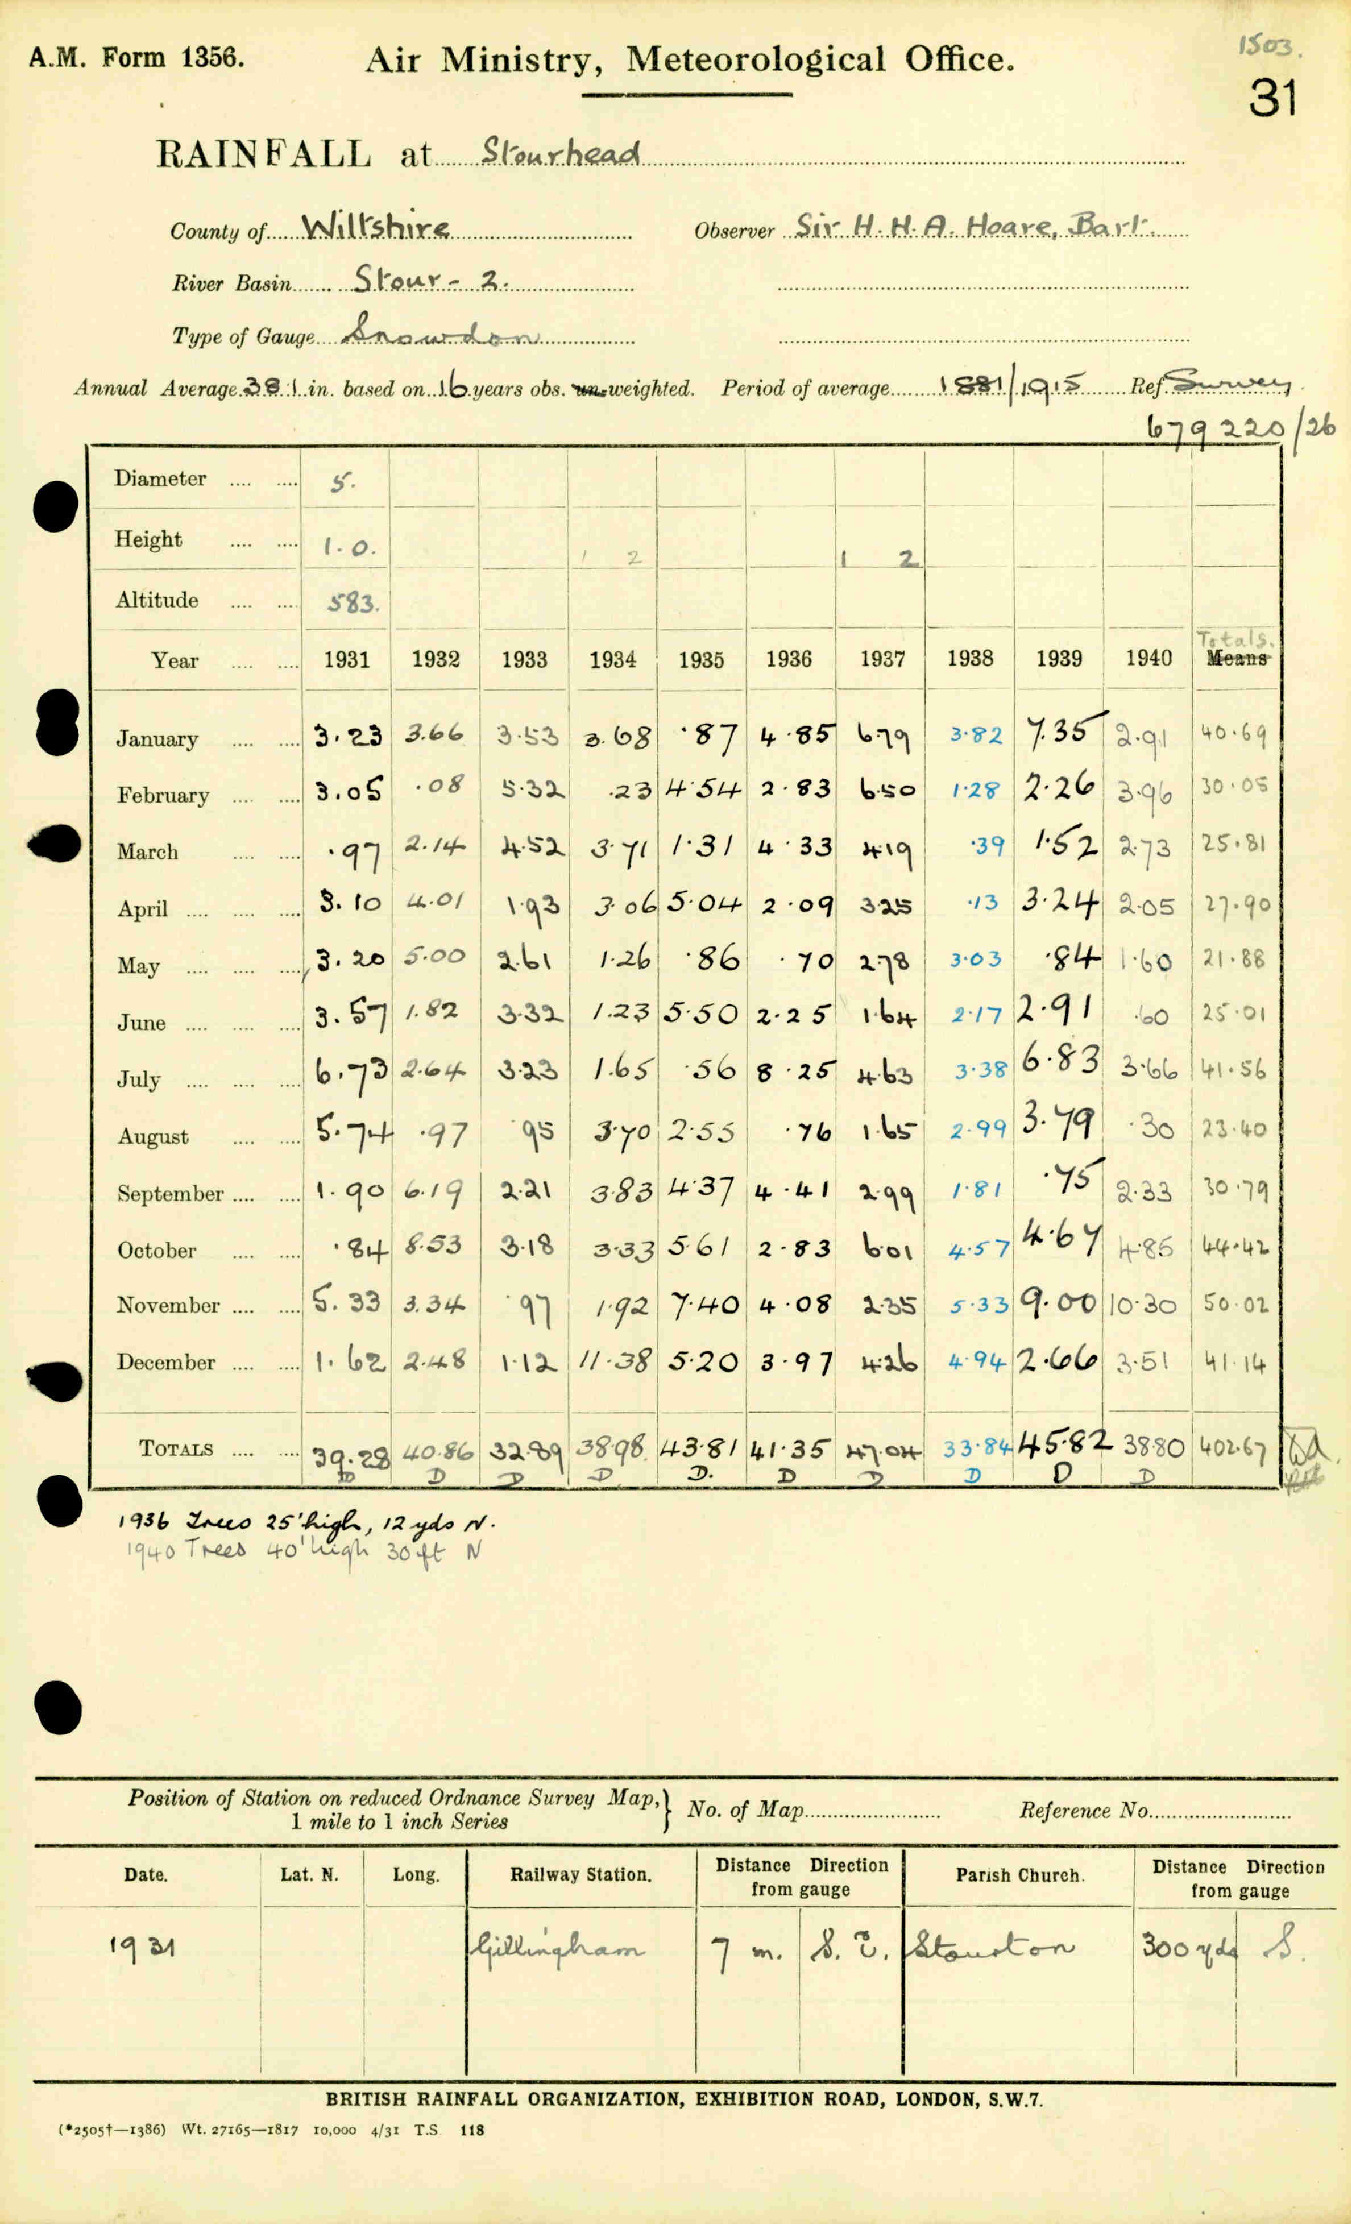 1503.
A.M. Form 1356. Air Ministry, Meteorological Office.
31
RAINFALL at Stourhead
County of Wiltshire Observer Sir H. H. A. Hoare, Bart.
River Basin Stour - 2.
Type of Gauge Snowdon
Annual Average 38.1 in. based on 16 years obs. un-weighted. Period of average 1881/1915 Ref. Survey
679 220/26
Diameter .... .... 5.
Height .... .... 1.0. 1 2 1 2
Altitude .... .... 583.
Totals.
Year .... .... 1931 1932 1933 1934 1935 1936 1937 1938 1939 1940 Means
January .... .... 3.23 3.66 3.53 3.68 .87 4.85 6.79 3.82 7.35 2.91 40.69
February .... .... 3.05 .08 5.32 .23 4.54 2.83 6.50 1.28 2.26 3.96 30.05
March .... .... .97 2.14 4.52 3.71 1.31 4.33 4.19 .39 1.52 2.73 25.81
April .... .... .... 3.10 4.01 1.93 3.06 5.04 2.09 3.25 .13 3.24 2.05 27.90
May .... .... .... 3.20 5.00 2.61 1.26 .86 .70 2.78 3.03 .84 1.60 21.88
June .... .... .... 3.57 1.82 3.32 1.23 5.50 2.25 1.64 2.17 2.91 .60 25.01
July .... .... .... 6.73 2.64 3.23 1.65 .56 8.25 4.63 3.38 6.83 3.66 41.56
August .... .... 5.74 .97 .95 3.70 2.55 .76 1.65 2.99 3.79 .30 23.40
September .... .... 1.90 6.19 2.21 3.83 4.37 4.41 2.99 1.81 .75 2.33 30.79
October .... .... .84 8.53 3.18 3.33 5.61 2.83 6.01 4.57 4.67 4.85 44.42
November .... .... 5.33 3.34 .97 1.92 7.40 4.08 2.35 5.33 9.00 10.30 50.02
December .... .... 1.62 2.48 1.12 11.38 5.20 3.97 4.26 4.94 2.66 3.51 41.14
TOTALS .... .... 39.28 40.86 32.89 38.98 43.81 41.35 47.04 33.84 45.82 38.80 402.67
D D D D D. D D D D D
1936 Trees 25' high, 12 yds N.
1940 Trees 40' high 30 ft N
Position of Station on reduced Ordnance Survey Map, 1 mile to 1 inch Series } No. of Map Reference No.
Date. Lat. N. Long. Railway Station. Distance Direction from gauge Parish Church. Distance Direction from gauge
1931 Gillingham 7 m. S. E. Stourton 300 yds S.
BRITISH RAINFALL ORGANIZATION, EXHIBITION ROAD, LONDON, S.W.7.
(*2505†—1386) Wt. 27165—1817 10,000 4/31 T.S 118